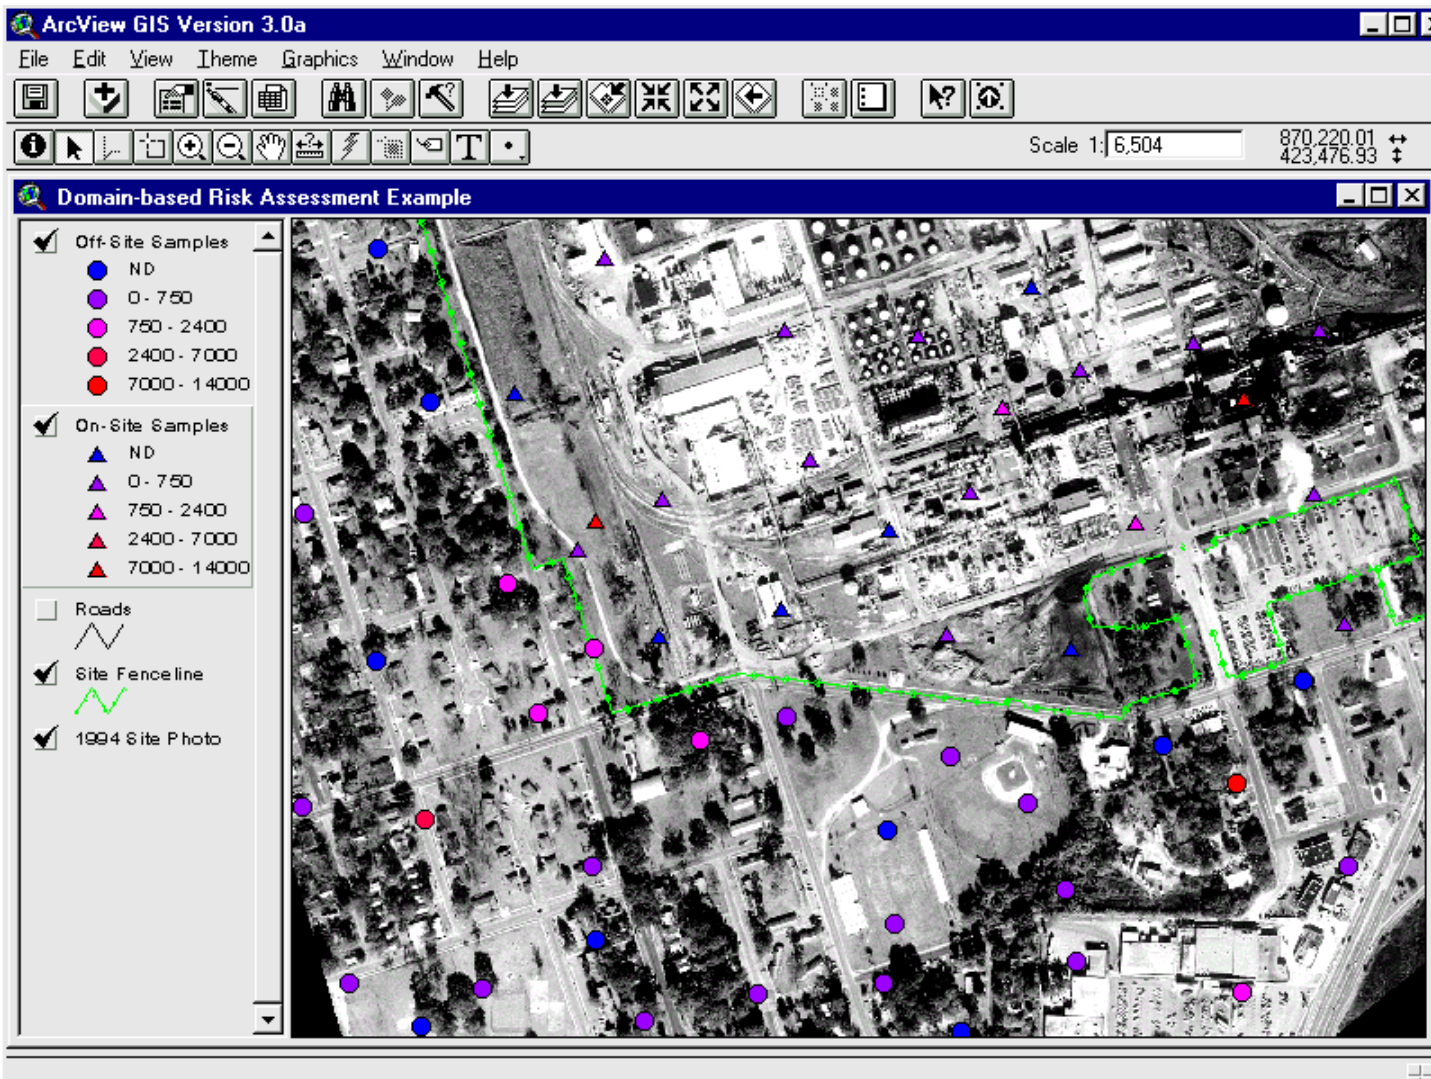 ArcView GIS Version 3.0a
File Edit View Theme Graphics Window Help
Scale 1: 6,504
870,220.01
423,476.93
Domain-based Risk Assessment Example
Off-Site Samples
ND
0 - 750
750 - 2400
2400 - 7000
7000 - 14000
On-Site Samples
ND
0 - 750
750 - 2400
2400 - 7000
7000 - 14000
Roads
Site Fenceline
1994 Site Photo